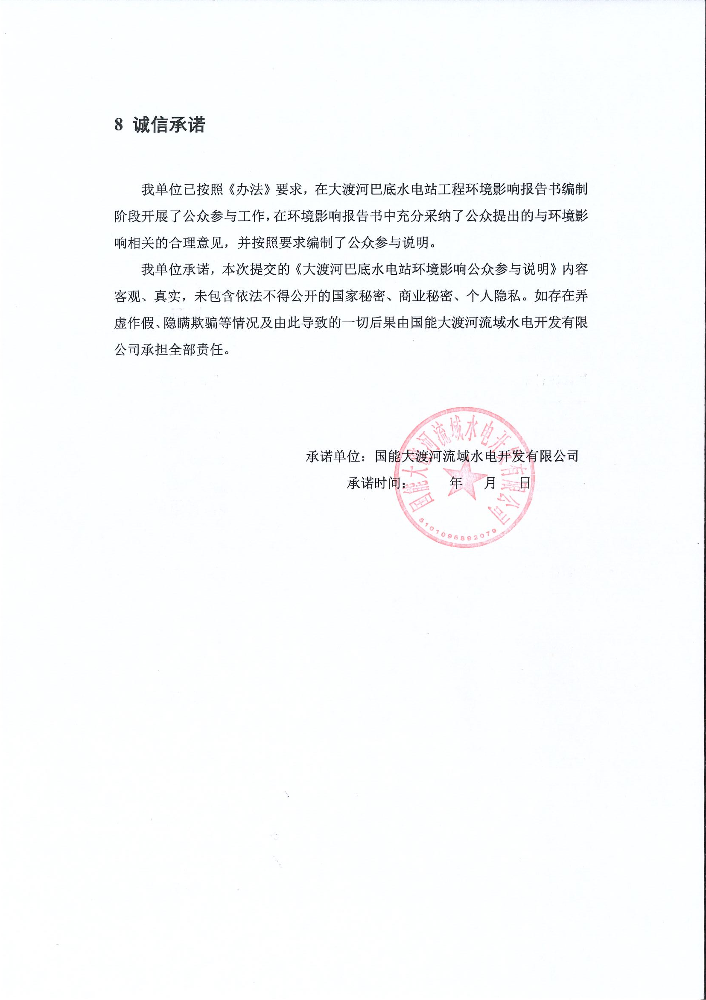 8 诚信承诺
我单位已按照《办法》要求，在大渡河巴底水电站工程环境影响报告书编制
阶段开展了公众参与工作，在环境影响报告书中充分采纳了公众提出的与环境影
响相关的合理意见，并按照要求编制了公众参与说明。
我单位承诺，本次提交的《大渡河巴底水电站环境影响公众参与说明》内容
客观、真实，未包含依法不得公开的国家秘密、商业秘密、个人隐私。如存在弄
虚作假、隐瞒欺骗等情况及由此导致的一切后果由国能大渡河流域水电开发有限
公司承担全部责任。
承诺单位：国能大渡河流域水电开发有限公司
承诺时间： 年 月 日
国能大渡河流域水电开发有限公司
5101095892079